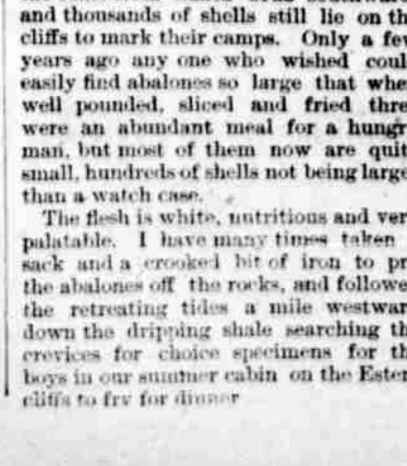 and thousands of shells still lie on th
cliffs to mark their camps. Only a few
years ago any one who wished coul
easily find abalones so large that whe
well pounded, sliced and fried thre
were an abundant meal for a hungr
man, but most of them now are quit
small, hundreds of shells not being large
than a watch case.
The flesh is white, nutritious and ver
palatable. I have many times taken
sack and a crooked bit of iron to pr
the abalones off the rocks, and followe
the retreating tides a mile westwar
down the dripping shale searching th
crevices for choice specimens for th
boys in our summer cabin on the Ester
cliffs to fry for dinner